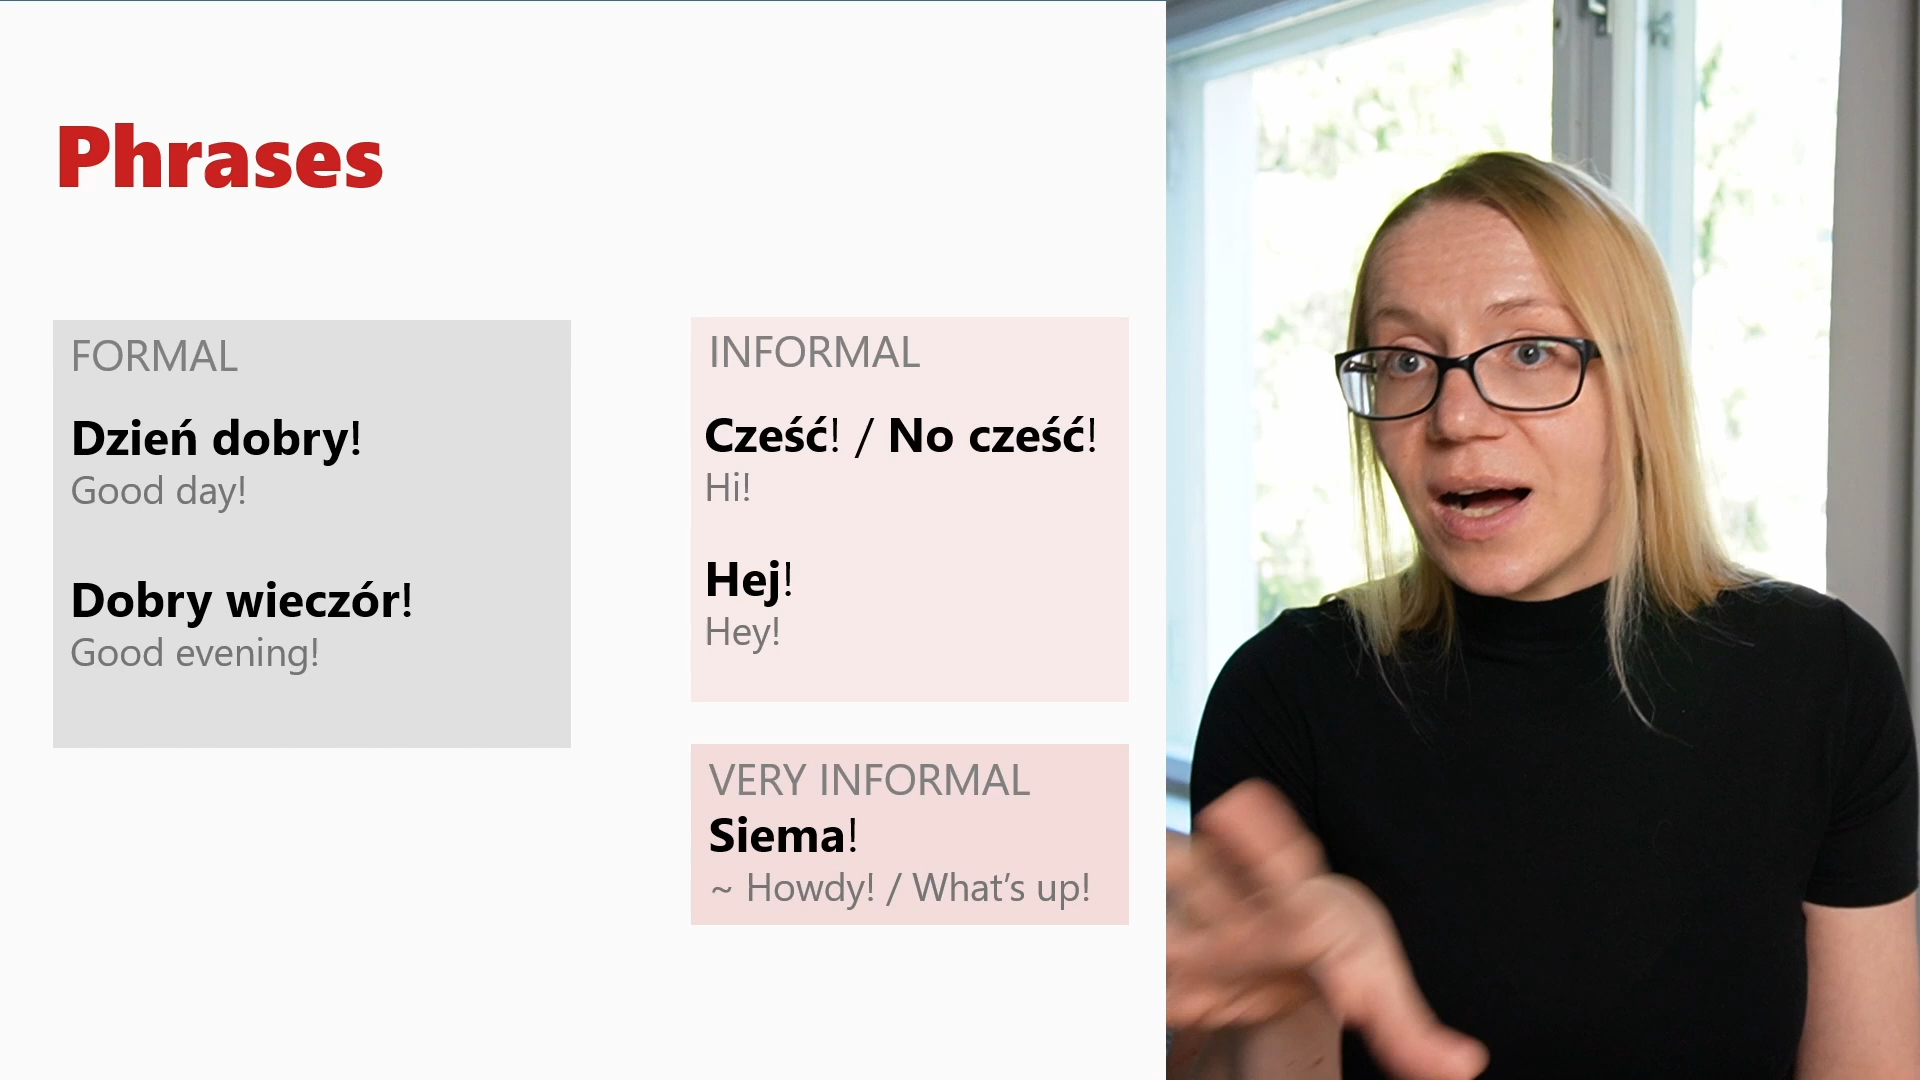 Phrases
FORMAL
Dzień dobry!
Good day!
Dobry wieczór!
Good evening!
INFORMAL
Cześć! / No cześć!
Hi!
Hej!
Hey!
VERY INFORMAL
Siema!
~ Howdy! / What’s up!